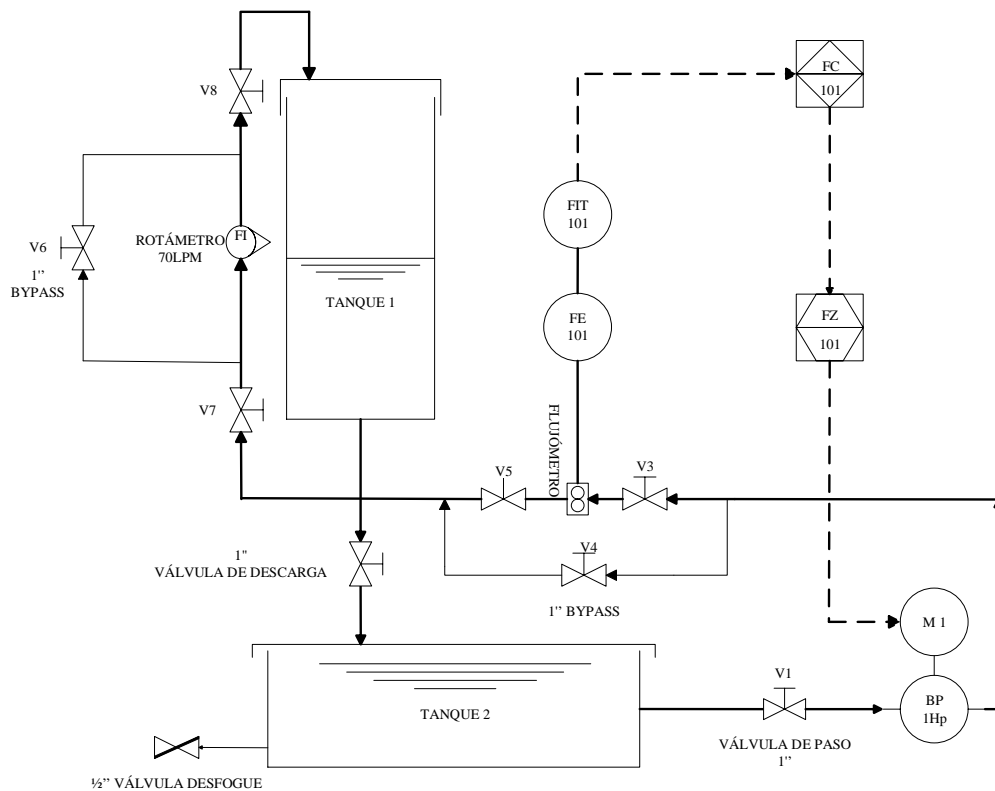 V8
FC
101
FIT
101
V6
1’’
BYPASS
ROTÁMETRO
70LPM
FI
TANQUE 1
FE
101
FZ
101
V7
FLUJÓMETRO
V5
V3
V4
1"
VÁLVULA DE DESCARGA
1’’ BYPASS
M 1
V1
BP
1Hp
TANQUE 2
VÁLVULA DE PASO
1’’
½’’ VÁLVULA DESFOGUE